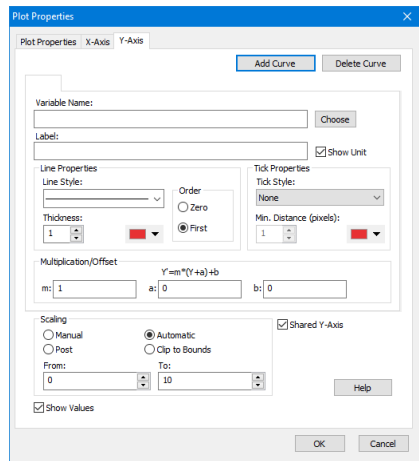 Plot Properties
Plot Properties X-Axis Y-Axis
Add Curve Delete Curve
Variable Name:
Choose
Label:
Show Unit
Line Properties Tick Properties
Line Style: Tick Style:
Order
None
Zero
Thickness: Min. Distance (pixels):
1 First 1
Multiplication/Offset
Y'=m*(Y+a)+b
m: 1 a: 0 b: 0
Scaling Shared Y-Axis
Manual Automatic
Post Clip to Bounds
From: To:
0 10
Help
Show Values
OK Cancel